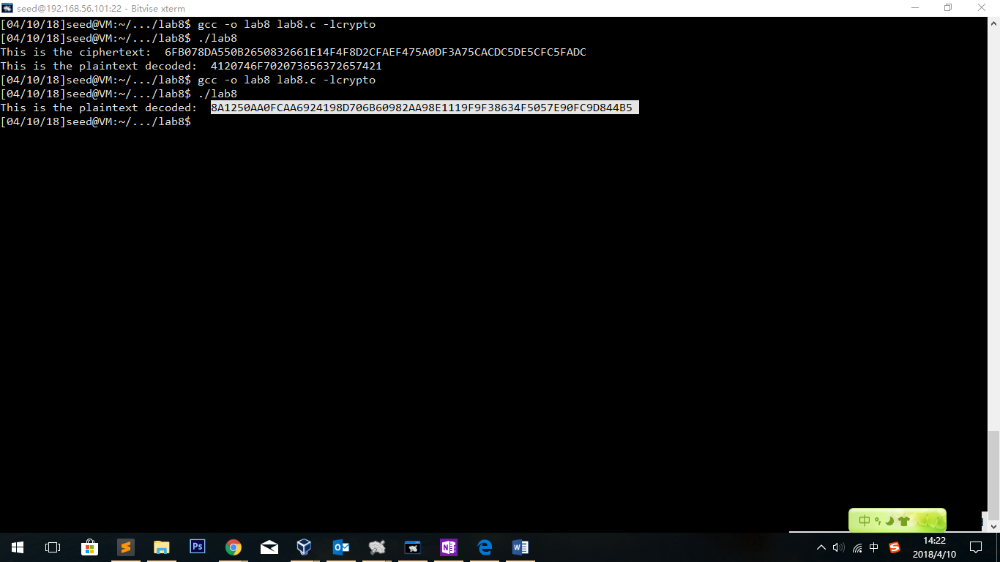 seed@192.168.56.101:22 - Bitvise xterm
[04/10/18]seed@VM:~/.../lab8$ gcc -o lab8 lab8.c -lcrypto
[04/10/18]seed@VM:~/.../lab8$ ./lab8
This is the ciphertext:  6FB078DA550B2650832661E14F4F8D2CFAEF475A0DF3A75CACDC5DE5CFC5FADC
This is the plaintext decoded:  4120746F702073656372657421
[04/10/18]seed@VM:~/.../lab8$ gcc -o lab8 lab8.c -lcrypto
[04/10/18]seed@VM:~/.../lab8$ ./lab8
This is the plaintext decoded:  8A1250AA0FCAA6924198D706B60982AA98E1119F9F38634F5057E90FC9D844B5
[04/10/18]seed@VM:~/.../lab8$
中
Ps
中
14:22
2018/4/10